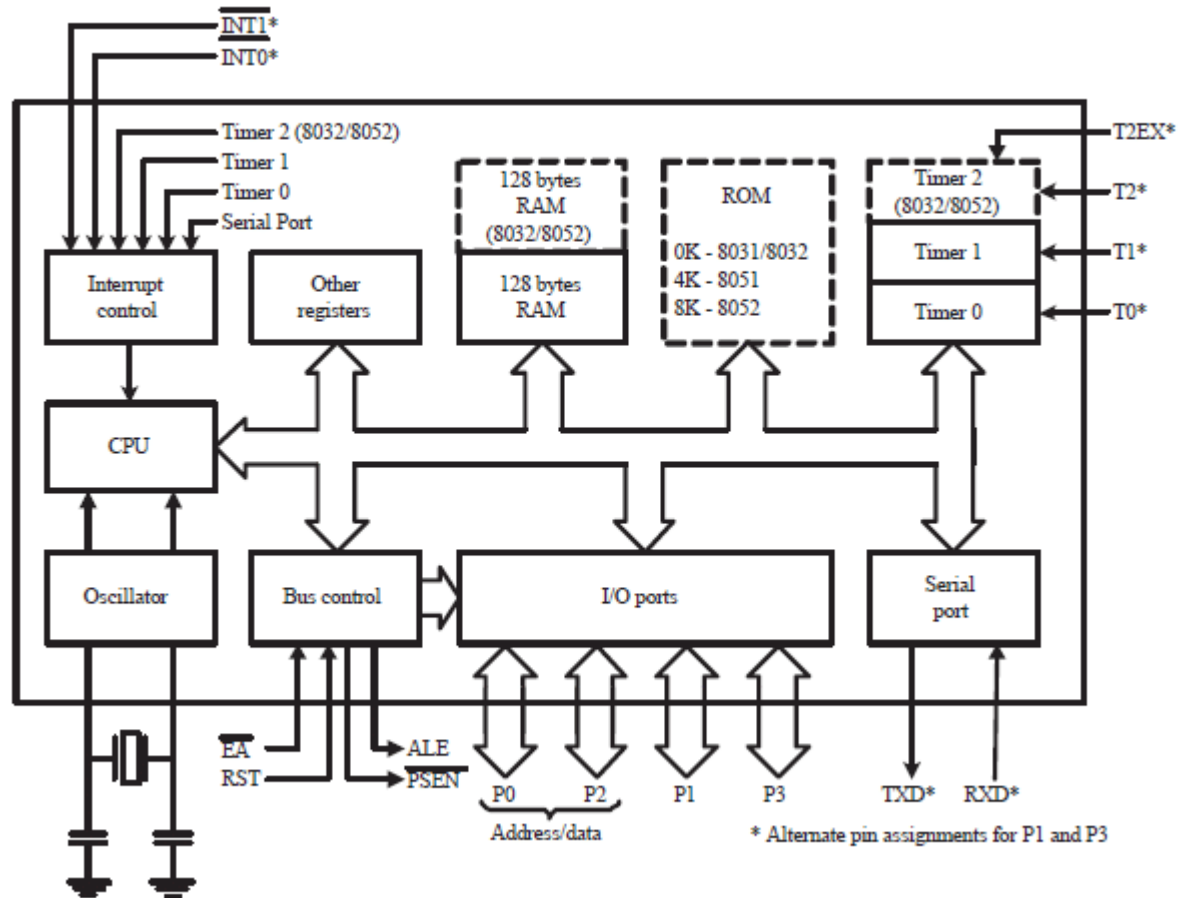 INT1*
INT0*
Timer 2 (8032/8052)
Timer 1
Timer 0
Serial Port
T2EX*
T2*
T1*
T0*
Interrupt
control
Other
registers
128 bytes
RAM
(8032/8052)
128 bytes
RAM
ROM
0K - 8031/8032
4K - 8051
8K - 8052
Timer 2
(8032/8052)
Timer 1
Timer 0
CPU
Oscillator
Bus control
I/O ports
Serial
port
EA
RST
ALE
PSEN
P0
P2
P1
P3
Address/data
TXD*
RXD*
* Alternate pin assignments for P1 and P3